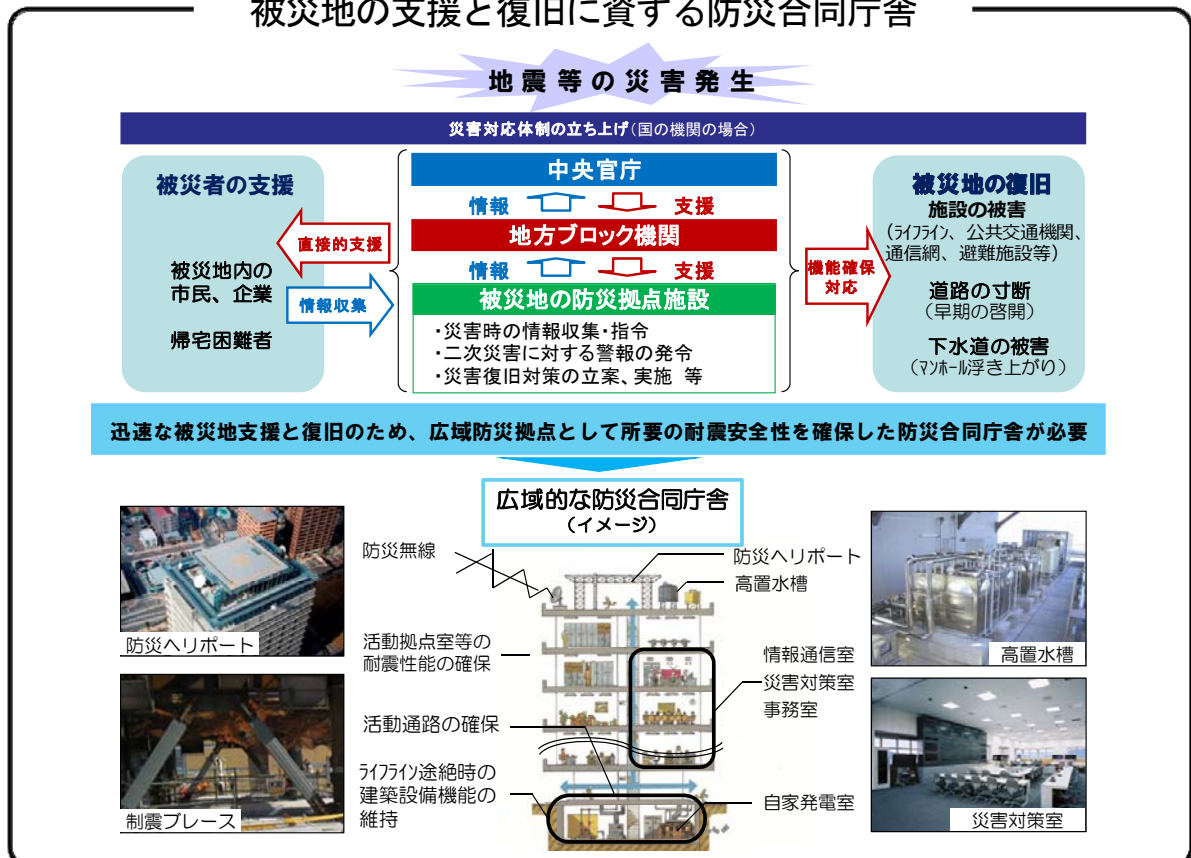 被災地の支援と復旧に資する防災合同庁舎
地震等の災害発生
災害対応体制の立ち上げ(国の機関の場合)
被災者の支援
直接的支援
被災地内の
市民、企業
情報収集
帰宅困難者
中央官庁
情報
支援
地方ブロック機関
情報
支援
被災地の防災拠点施設
・災害時の情報収集・指令
・二次災害に対する警報の発令
・災害復旧対策の立案、実施 等
機能確保
対応
被災地の復旧
施設の被害
(ﾗｲﾌﾗｲﾝ、公共交通機関、
通信網、避難施設等)
道路の寸断
(早期の啓開)
下水道の被害
(ﾏﾝﾎｰﾙ浮き上がり)
迅速な被災地支援と復旧のため、広域防災拠点として所要の耐震安全性を確保した防災合同庁舎が必要
広域的な防災合同庁舎
(イメージ)
防災ヘリポート
制震ブレース
防災無線
活動拠点室等の
耐震性能の確保
活動通路の確保
ﾗｲﾌﾗｲﾝ途絶時の
建築設備機能の
維持
防災ヘリポート
高置水槽
情報通信室
災害対策室
事務室
自家発電室
高置水槽
災害対策室